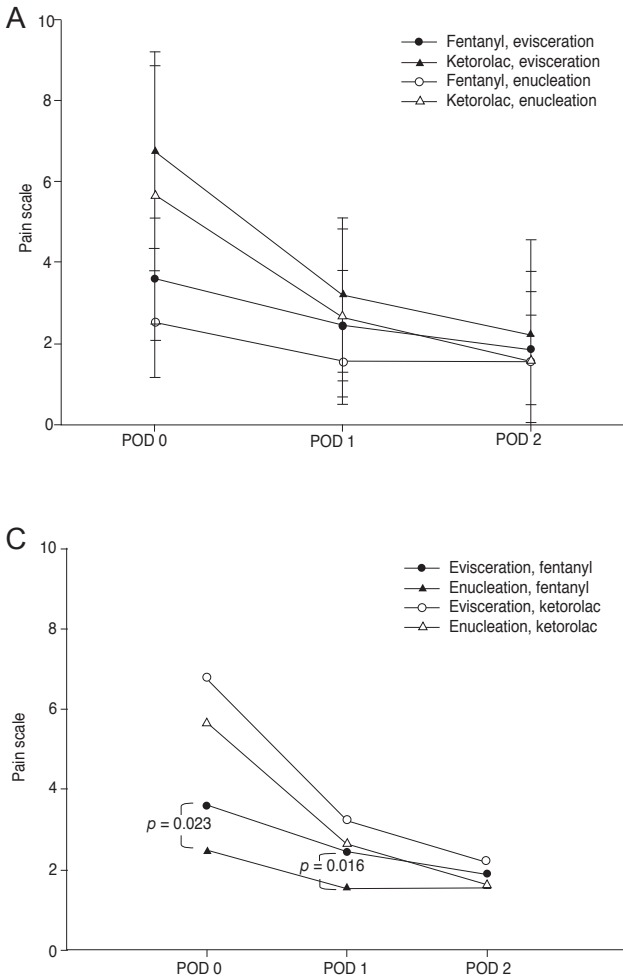 A
10
8
6
4
2
0
Pain scale
Fentanyl, evisceration
Ketorolac, evisceration
Fentanyl, enucleation
Ketorolac, enucleation
POD 0
POD 1
POD 2
C
10
8
6
4
2
0
Pain scale
Evisceration, fentanyl
Enucleation, fentanyl
Evisceration, ketorolac
Enucleation, ketorolac
p = 0.023
p = 0.016
POD 0
POD 1
POD 2